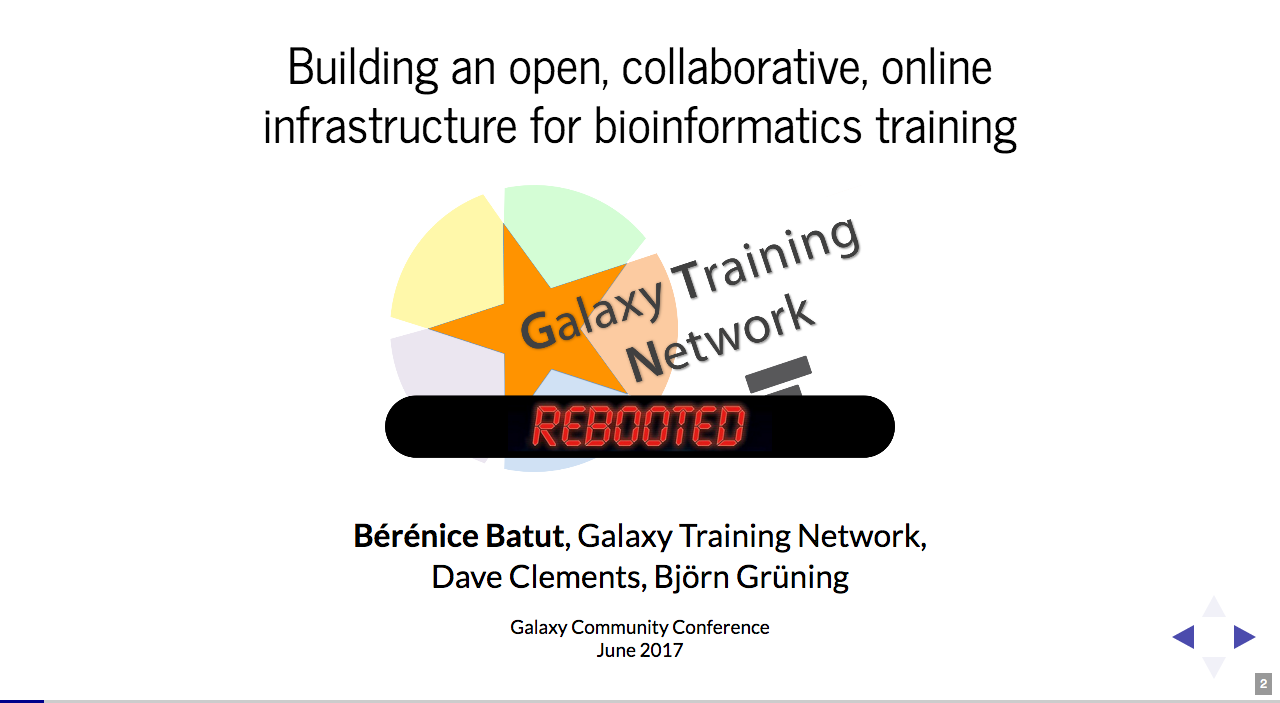 Building an open, collaborative, online
infrastructure for bioinformatics training
Galaxy Training
Network
REBOOTED
Bérénice Batut, Galaxy Training Network,
Dave Clements, Björn Grüning
Galaxy Community Conference
June 2017
2